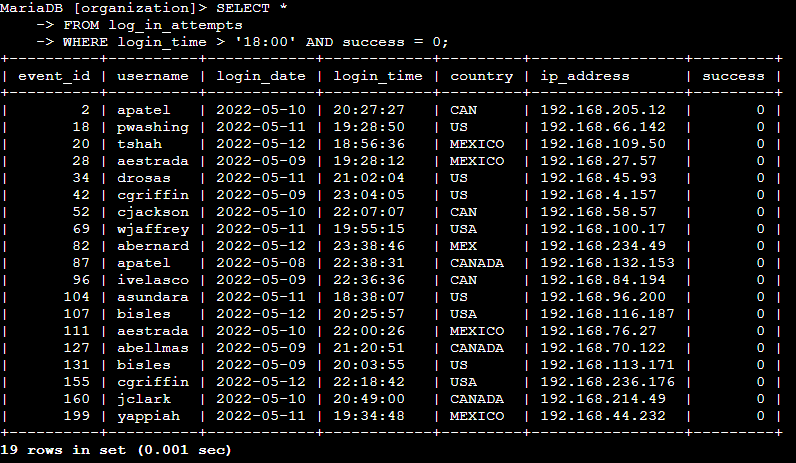 MariaDB [organization]> SELECT *
    -> FROM log_in_attempts
    -> WHERE login_time > '18:00' AND success = 0;
+----------+----------+------------+------------+---------+-----------------+---------+
| event_id | username | login_date | login_time | country | ip_address      | success |
+----------+----------+------------+------------+---------+-----------------+---------+
|        2 | apatel   | 2022-05-10 | 20:27:27   | CAN     | 192.168.205.12  |       0 |
|       18 | pwashing | 2022-05-11 | 19:28:50   | US      | 192.168.66.142  |       0 |
|       20 | tshah    | 2022-05-12 | 18:56:36   | MEXICO  | 192.168.109.50  |       0 |
|       28 | aestrada | 2022-05-09 | 19:28:12   | MEXICO  | 192.168.27.57   |       0 |
|       34 | drosas   | 2022-05-11 | 21:02:04   | US      | 192.168.45.93   |       0 |
|       42 | cgriffin | 2022-05-09 | 23:04:05   | US      | 192.168.4.157   |       0 |
|       52 | cjackson | 2022-05-10 | 22:07:07   | CAN     | 192.168.58.57   |       0 |
|       69 | wjaffrey | 2022-05-11 | 19:55:15   | USA     | 192.168.100.17  |       0 |
|       82 | abernard | 2022-05-12 | 23:38:46   | MEX     | 192.168.234.49  |       0 |
|       87 | apatel   | 2022-05-08 | 22:38:31   | CANADA  | 192.168.132.153 |       0 |
|       96 | ivelasco | 2022-05-09 | 22:36:36   | CAN     | 192.168.84.194  |       0 |
|      104 | asundara | 2022-05-11 | 18:38:07   | US      | 192.168.96.200  |       0 |
|      107 | bisles   | 2022-05-12 | 20:25:57   | USA     | 192.168.116.187 |       0 |
|      111 | aestrada | 2022-05-10 | 22:00:26   | MEXICO  | 192.168.76.27   |       0 |
|      127 | abellmas | 2022-05-09 | 21:20:51   | CANADA  | 192.168.70.122  |       0 |
|      131 | bisles   | 2022-05-09 | 20:03:55   | US      | 192.168.113.171 |       0 |
|      155 | cgriffin | 2022-05-12 | 22:18:42   | USA     | 192.168.236.176 |       0 |
|      160 | jclark   | 2022-05-10 | 20:49:00   | CANADA  | 192.168.214.49  |       0 |
|      199 | yappiah  | 2022-05-11 | 19:34:48   | MEXICO  | 192.168.44.232  |       0 |
+----------+----------+------------+------------+---------+-----------------+---------+
19 rows in set (0.001 sec)